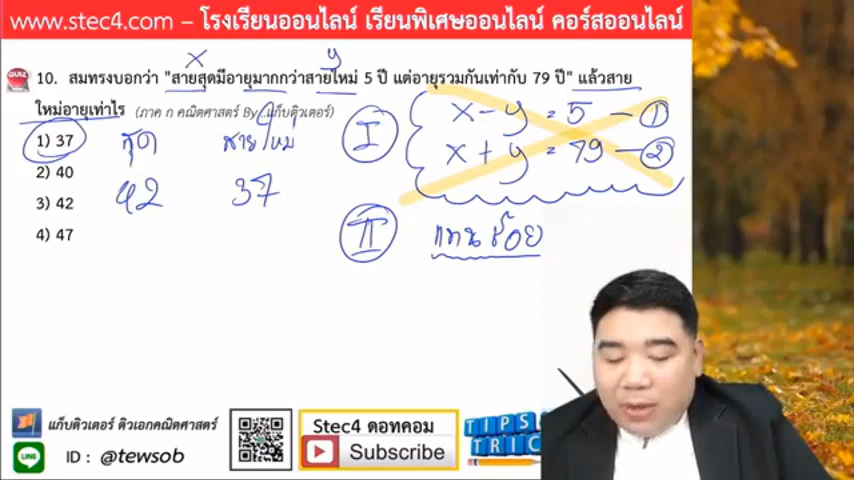 www.stec4.com – โรงเรียนออนไลน์ เรียนพิเศษออนไลน์ คอร์สออนไลน์
x y
QUIZ 10. สมทรงบอกว่า "สายสุดมีอายุมากกว่าสายใหม่ 5 ปี แต่อายุรวมกันเท่ากับ 79 ปี" แล้วสาย
ใหม่อายุเท่าไร (ภาค ก คณิตศาสตร์ By..แก็บติวเตอร์)
1) 37
2) 40
3) 42
4) 47
สุด สายใหม่
42 37
I x - y = 5 — 1
x + y = 79 — 2
II แทนช้อย
แก็บติวเตอร์ ติวเอกคณิตศาสตร์
LINE ID : @tewsob
Stec4 ดอทคอม
Subscribe
TIPS
TRIC